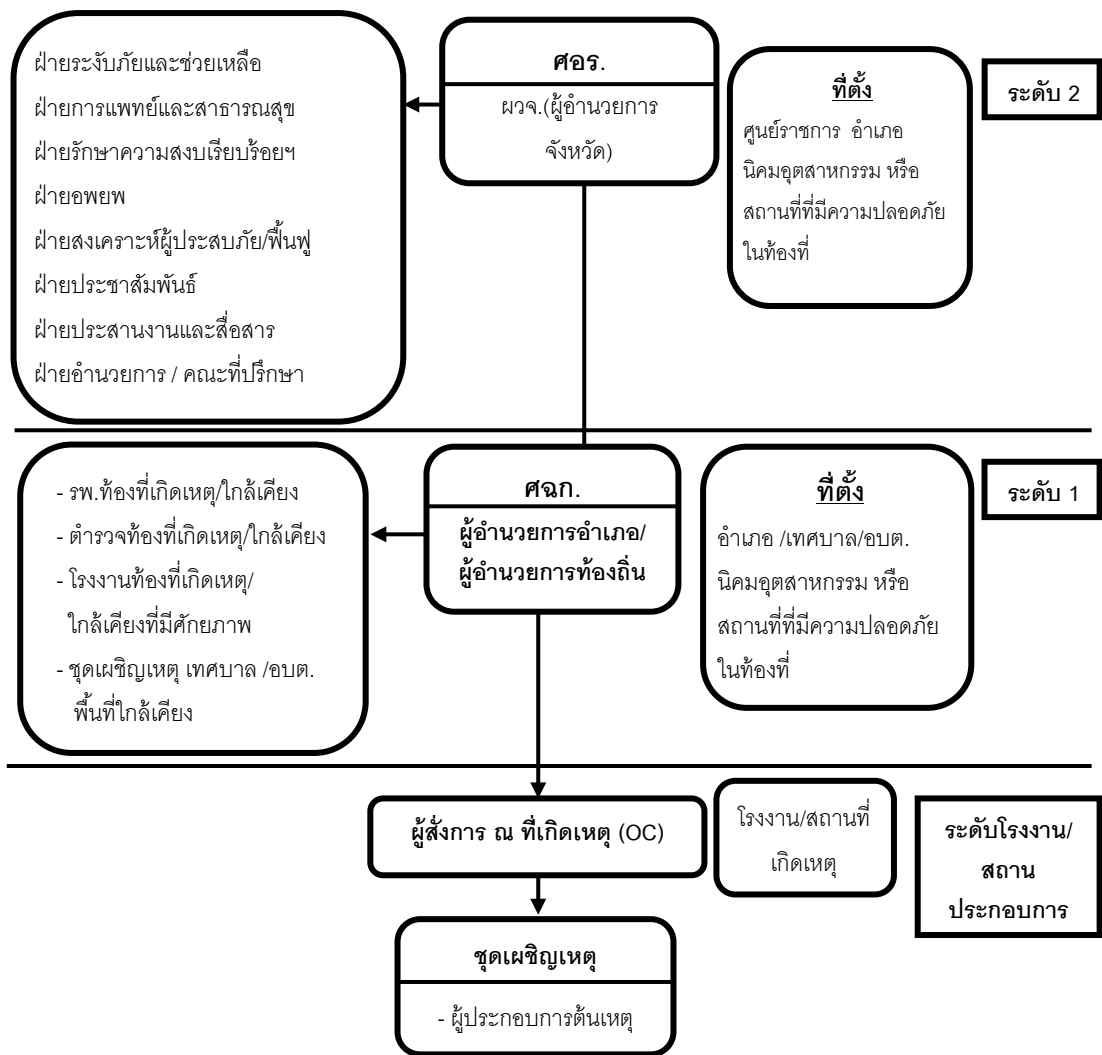 ฝ่ายระงับภัยและช่วยเหลือ
ฝ่ายการแพทย์และสาธารณสุข
ฝ่ายรักษาความสงบเรียบร้อยฯ
ฝ่ายอพยพ
ฝ่ายสงเคราะห์ผู้ประสบภัย/ฟื้นฟู
ฝ่ายประชาสัมพันธ์
ฝ่ายประสานงานและสื่อสาร
ฝ่ายอำนวยการ / คณะที่ปรึกษา
ศอร.
ผวจ.(ผู้อำนวยการ
จังหวัด)
ที่ตั้ง
ศูนย์ราชการ อำเภอ
นิคมอุตสาหกรรม หรือ
สถานที่ที่มีความปลอดภัย
ในท้องที่
ระดับ 2
- รพ.ท้องที่เกิดเหตุ/ใกล้เคียง
- ตำรวจท้องที่เกิดเหตุ/ใกล้เคียง
- โรงงานท้องที่เกิดเหตุ/
ใกล้เคียงที่มีศักยภาพ
- ชุดเผชิญเหตุ เทศบาล /อบต.
พื้นที่ใกล้เคียง
ศฉก.
ผู้อำนวยการอำเภอ/
ผู้อำนวยการท้องถิ่น
ที่ตั้ง
อำเภอ /เทศบาล/อบต.
นิคมอุตสาหกรรม หรือ
สถานที่ที่มีความปลอดภัย
ในท้องที่
ระดับ 1
ผู้สั่งการ ณ ที่เกิดเหตุ (OC)
โรงงาน/สถานที่
เกิดเหตุ
ระดับโรงงาน/
สถาน
ประกอบการ
ชุดเผชิญเหตุ
- ผู้ประกอบการต้นเหตุ